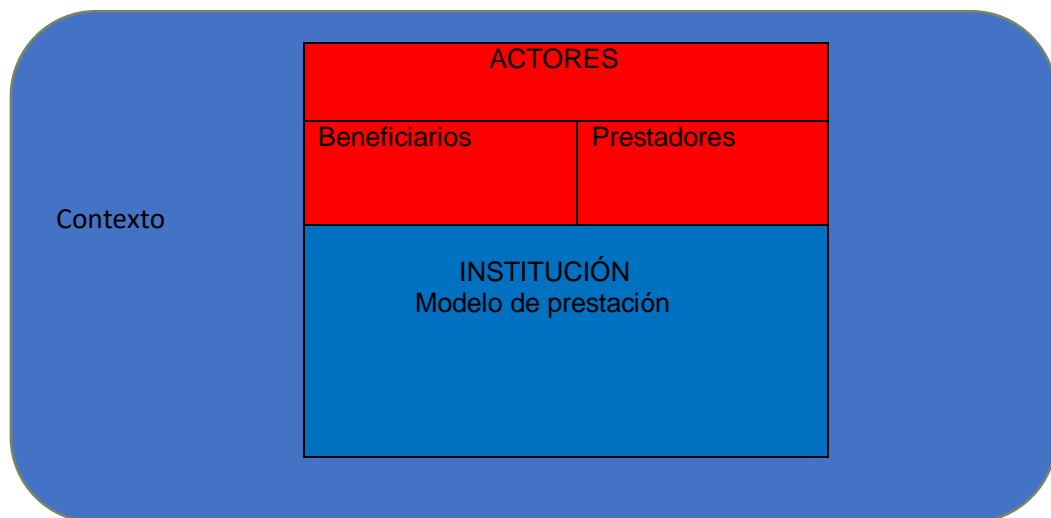 ACTORES
Beneficiarios
Prestadores
Contexto
INSTITUCIÓN
Modelo de prestación